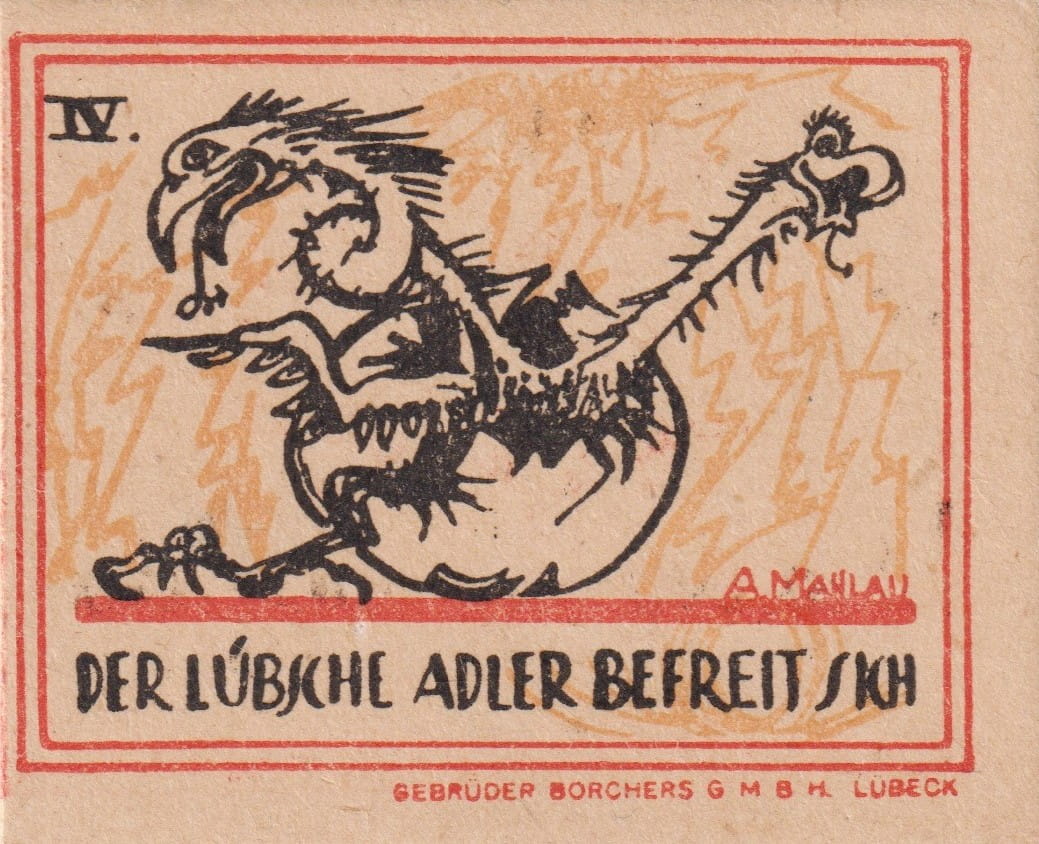 IV.
A. MAHLAU
DER LÜBSCHE ADLER BEFREIT SICH
GEBRÜDER BORCHERS G M B H. LÜBECK